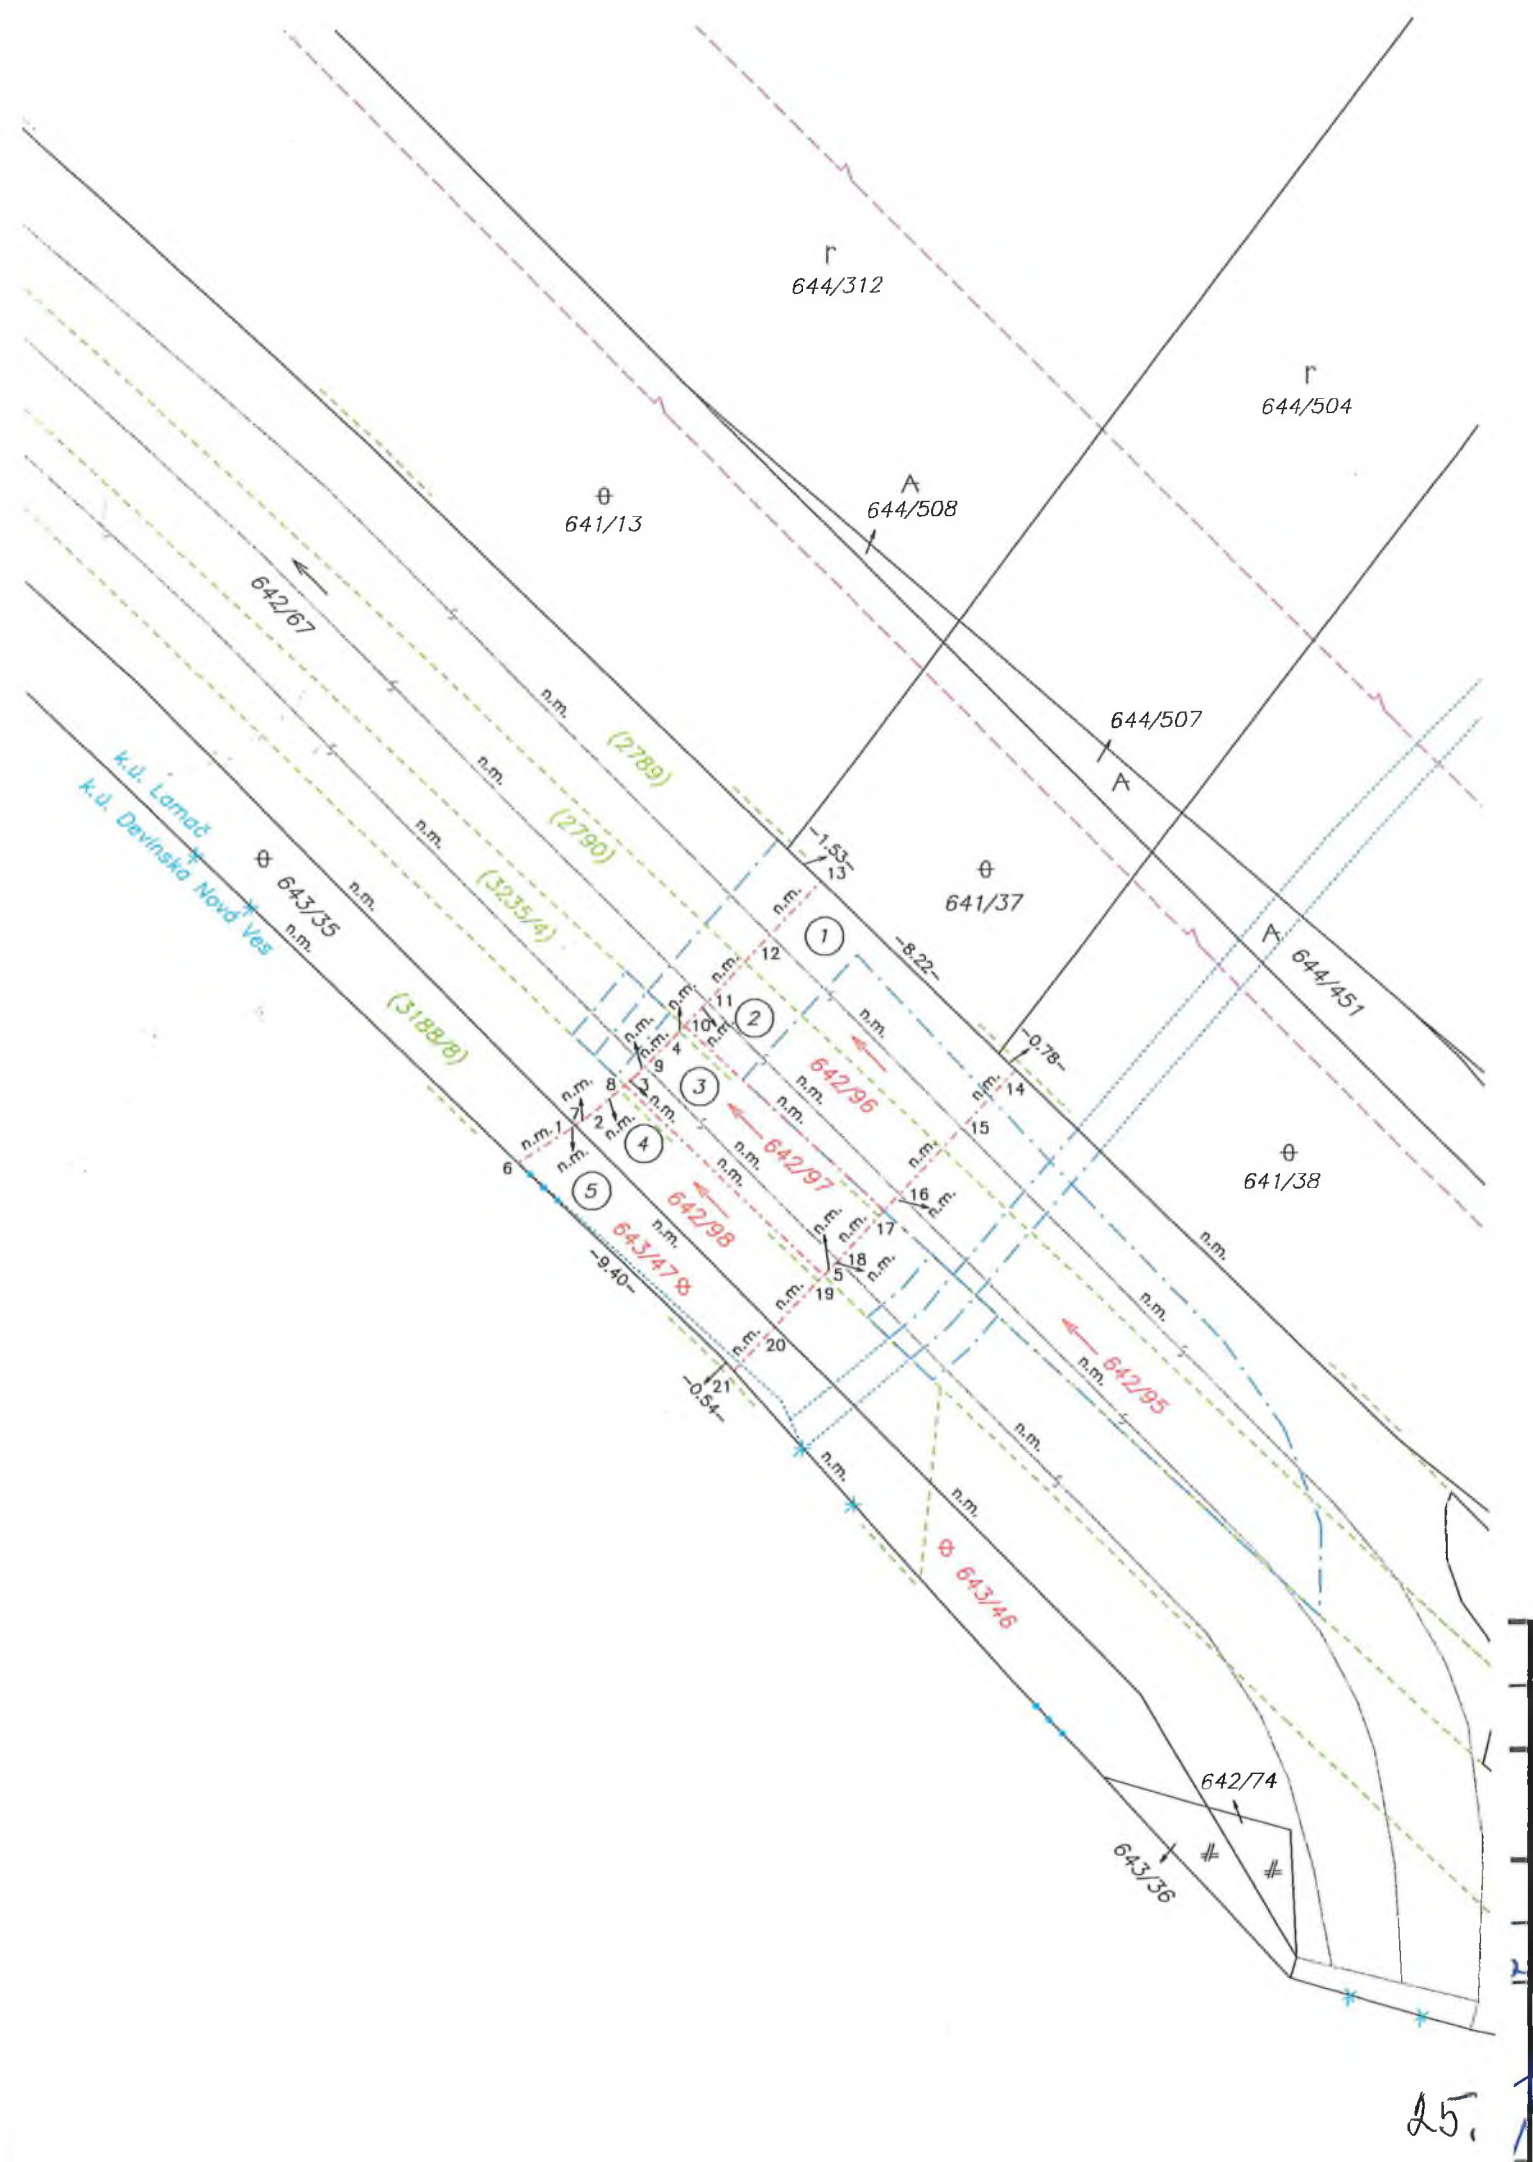 r
644/312
r
644/504
A
644/508
θ
641/13
642/67
644/507
A
n.m.
(2789)
n.m.
(2790)
n.m.
(3235/4)
k.ú. Lamač
k.ú. Devínska Nová Ves
643/35
n.m.
n.m.
(3188/8)
-1.53-
13
n.m.
1
θ
641/37
-8.22-
A
644/451
12
n.m.
11
n.m.
10
n.m.
2
n.m.
n.m.
n.m.
4
9
3
8
n.m.
3
n.m.
7
2
n.m.
4
n.m.
1
n.m.
6
5
642/96
n.m.
n.m.
-0.78-
n.m.
14
15
n.m.
642/97
n.m.
n.m.
642/98
n.m.
16
n.m.
17
n.m.
n.m.
18
n.m.
5
19
n.m.
643/47
-9.40-
20
n.m.
21
-0.54-
θ
641/38
n.m.
n.m.
n.m.
642/95
n.m.
n.m.
n.m.
643/46
642/74
643/36
25.